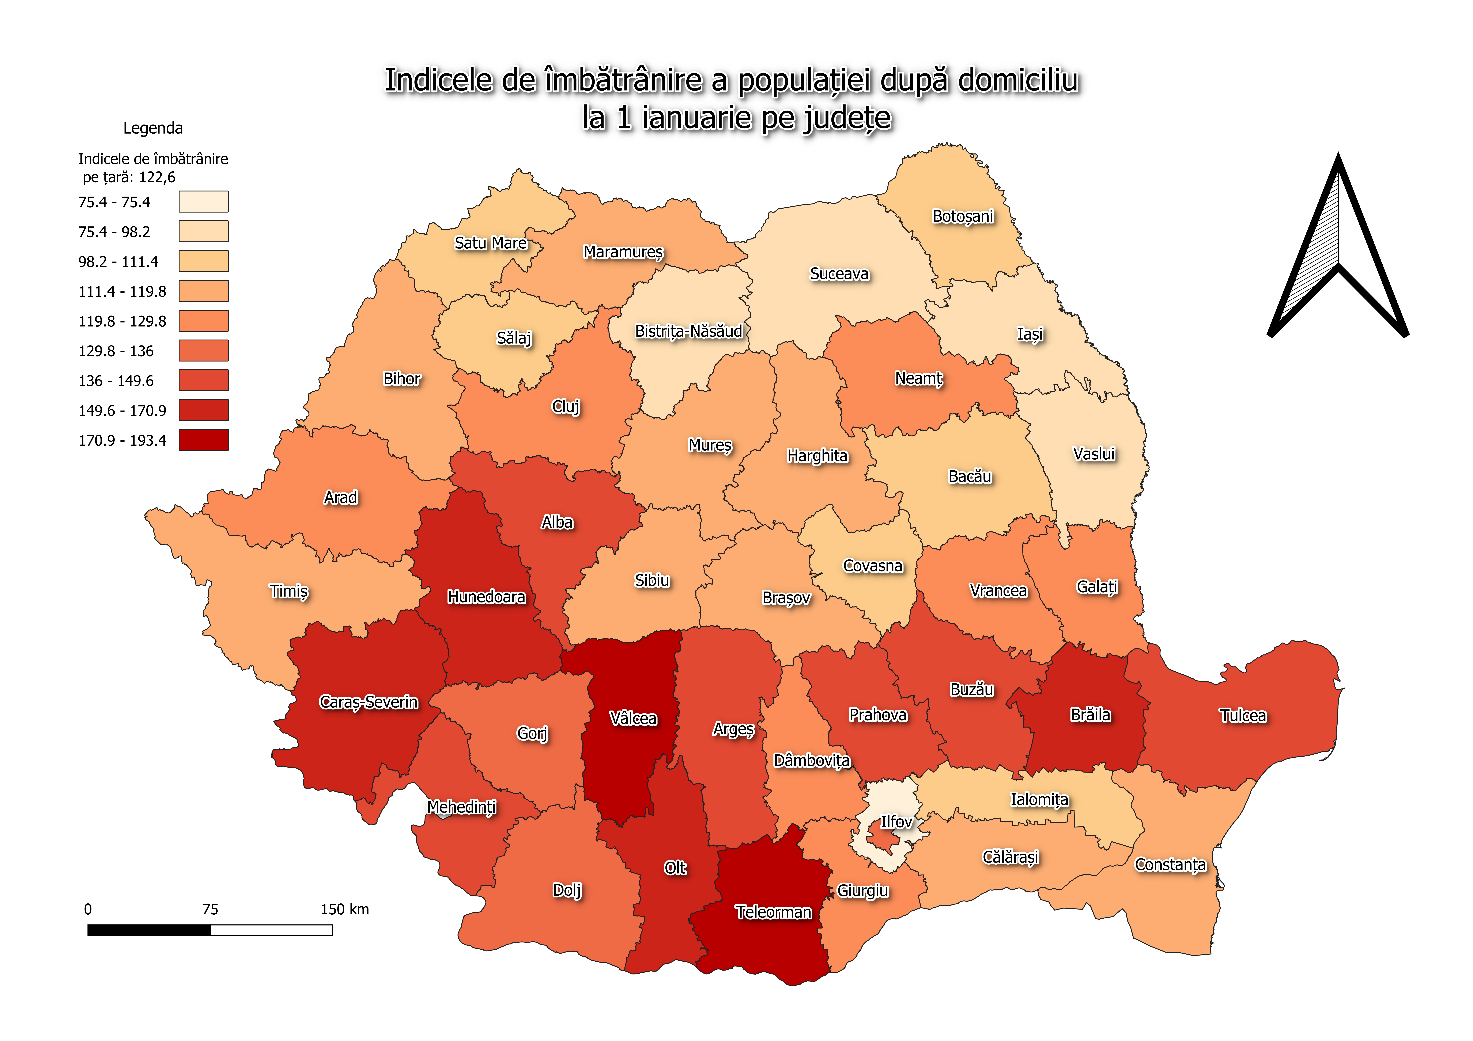 Indicele de îmbătrânire a populației după domiciliu
la 1 ianuarie pe județe
Legenda
Indicele de îmbătrânire
pe țară: 122,6
75.4 - 75.4
75.4 - 98.2
98.2 - 111.4
111.4 - 119.8
119.8 - 129.8
129.8 - 136
136 - 149.6
149.6 - 170.9
170.9 - 193.4
Botoșani
Satu Mare
Maramureș
Suceava
Bistrița-Năsăud
Iași
Sălaj
Bihor
Cluj
Neamț
Mureș
Harghita
Vaslui
Bacău
Arad
Alba
Covasna
Sibiu
Timiș
Hunedoara
Brașov
Vrancea
Galați
Caraș-Severin
Gorj
Vâlcea
Argeș
Prahova
Buzău
Brăila
Tulcea
Dâmbovița
Mehedinți
Ilfov
Ialomița
Călărași
Constanța
Dolj
Olt
Giurgiu
Teleorman
0 75 150 km